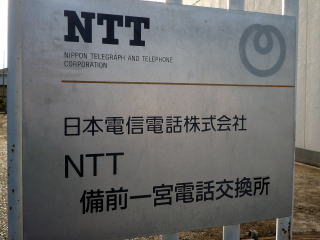 NTT
NIPPON TELEGRAPH AND TELEPHONE
CORPORATION
日本電信電話株式会社
NTT
備前一宮電話交換所